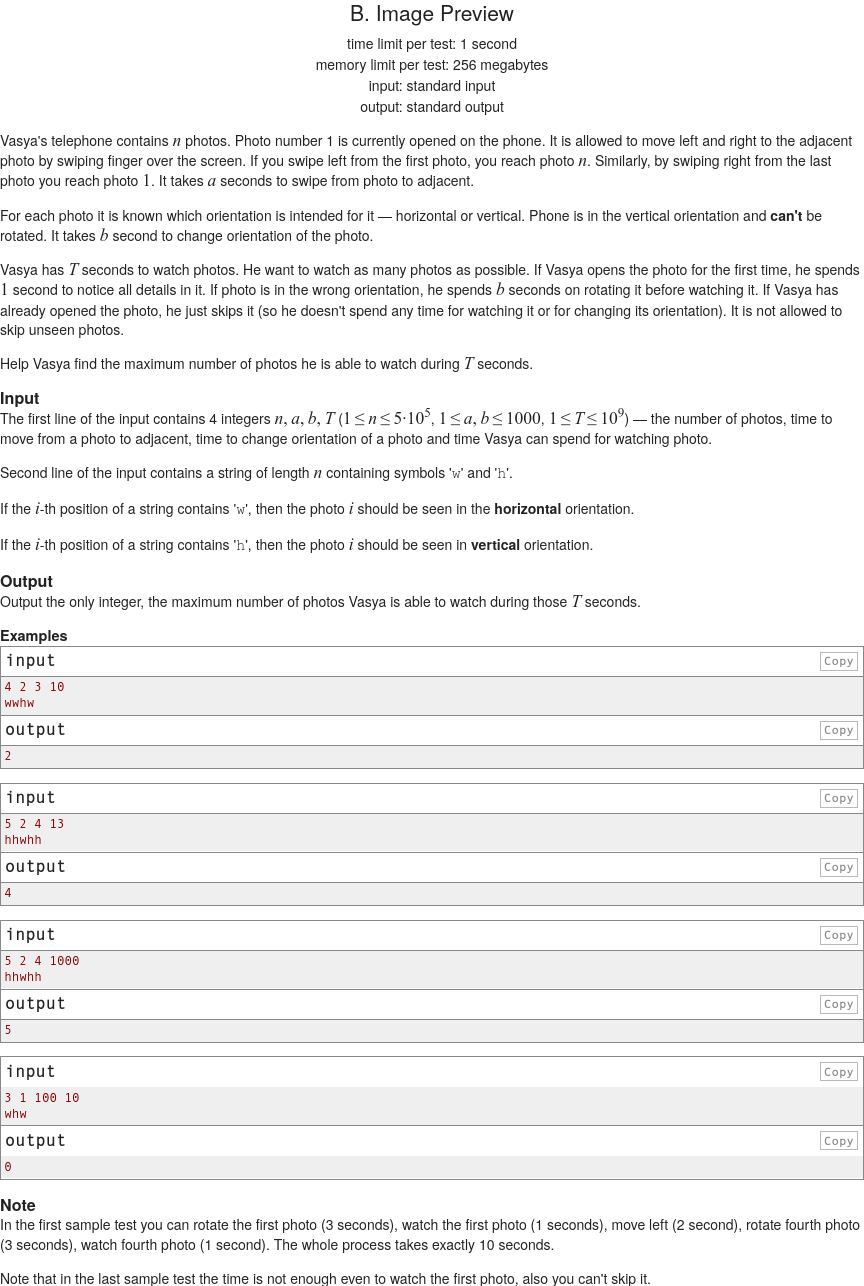 B. Image Preview
time limit per test: 1 second
memory limit per test: 256 megabytes
input: standard input
output: standard output
Vasya's telephone contains n photos. Photo number 1 is currently opened on the phone. It is allowed to move left and right to the adjacent
photo by swiping finger over the screen. If you swipe left from the first photo, you reach photo n. Similarly, by swiping right from the last
photo you reach photo 1. It takes a seconds to swipe from photo to adjacent.
For each photo it is known which orientation is intended for it — horizontal or vertical. Phone is in the vertical orientation and can't be
rotated. It takes b second to change orientation of the photo.
Vasya has T seconds to watch photos. He want to watch as many photos as possible. If Vasya opens the photo for the first time, he spends
1 second to notice all details in it. If photo is in the wrong orientation, he spends b seconds on rotating it before watching it. If Vasya has
already opened the photo, he just skips it (so he doesn't spend any time for watching it or for changing its orientation). It is not allowed to
skip unseen photos.
Help Vasya find the maximum number of photos he is able to watch during T seconds.
Input
The first line of the input contains 4 integers n, a, b, T (1 ≤ n ≤ 5·10^5, 1 ≤ a, b ≤ 1000, 1 ≤ T ≤ 10^9) — the number of photos, time to
move from a photo to adjacent, time to change orientation of a photo and time Vasya can spend for watching photo.
Second line of the input contains a string of length n containing symbols 'w' and 'h'.
If the i-th position of a string contains 'w', then the photo i should be seen in the horizontal orientation.
If the i-th position of a string contains 'h', then the photo i should be seen in vertical orientation.
Output
Output the only integer, the maximum number of photos Vasya is able to watch during those T seconds.
Examples
input Copy
4 2 3 10
wwhw
output Copy
2
input Copy
5 2 4 13
hhwhh
output Copy
4
input Copy
5 2 4 1000
hhwhh
output Copy
5
input Copy
3 1 100 10
whw
output Copy
0
Note
In the first sample test you can rotate the first photo (3 seconds), watch the first photo (1 seconds), move left (2 second), rotate fourth photo
(3 seconds), watch fourth photo (1 second). The whole process takes exactly 10 seconds.
Note that in the last sample test the time is not enough even to watch the first photo, also you can't skip it.